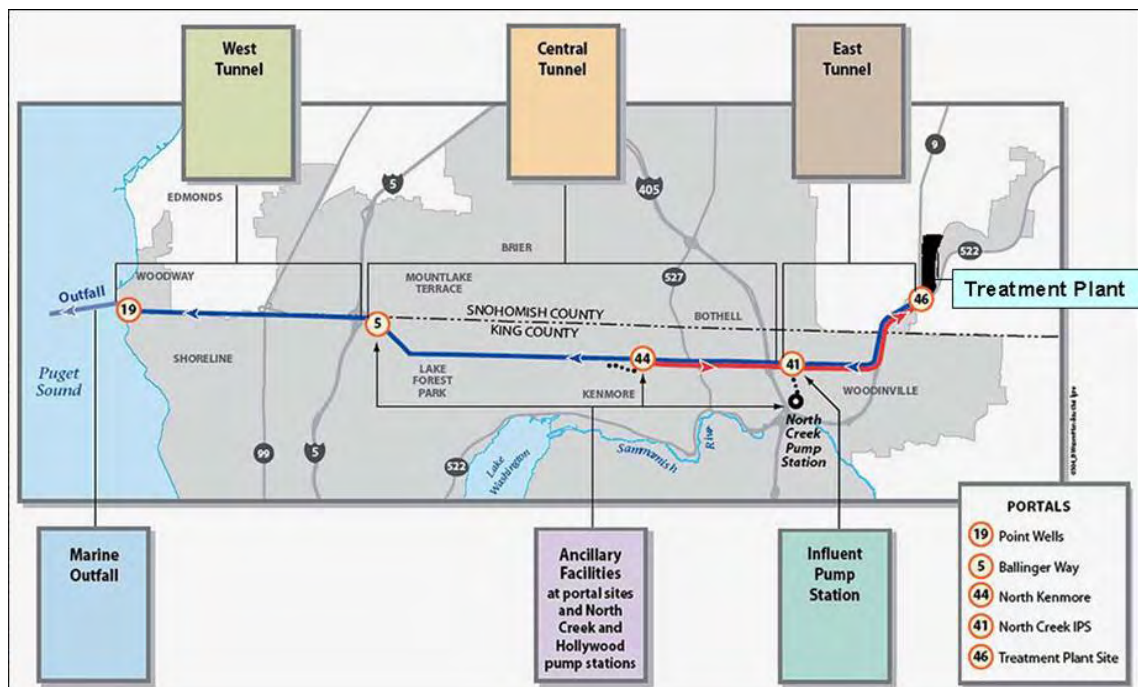 West
Tunnel
Central
Tunnel
East
Tunnel
9
5
405
EDMONDS
BRIER
522
527
WOODWAY
MOUNTLAKE
TERRACE
Treatment Plant
46
Outfall
19
5
SNOHOMISH COUNTY
KING COUNTY
BOTHELL
SHORELINE
44
41
Puget
Sound
LAKE
FOREST
PARK
KENMORE
WOODINVILLE
North
Creek
Pump
Station
99
5
522
Lake
Washington
Sammamish
River
PORTALS
19 Point Wells
5 Ballinger Way
44 North Kenmore
41 North Creek IPS
46 Treatment Plant Site
Marine
Outfall
Ancillary
Facilities
at portal sites
and North
Creek and
Hollywood
pump stations
Influent
Pump
Station